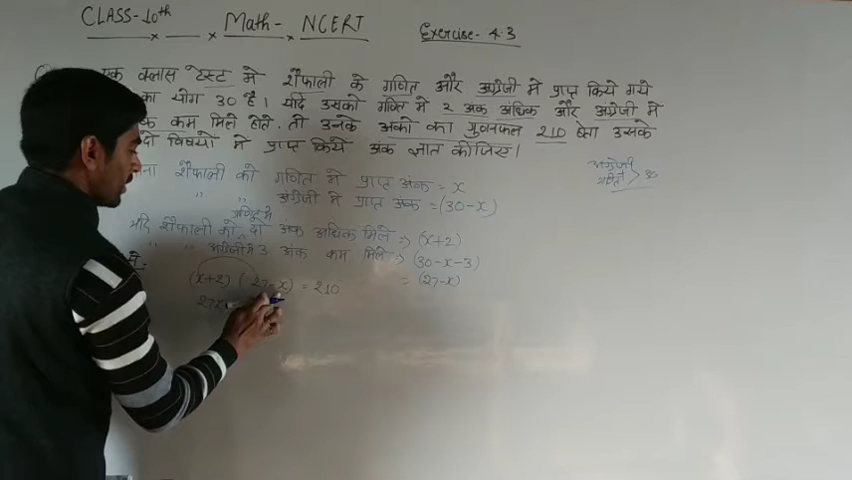 CLASS-10th Math- NCERT Exercise-4.3
एक क्लास टेस्ट मे शैफाली के गणित और अंग्रेजी मे प्राप्त किये गये
का योग 30 है। यदि उसको गणित मे 2 अंक अधिक और अंग्रेजी मे
कम मिले होते, तो उनके अंको का गुणनफल 210 होता उसके
दो विषयों मे प्राप्त किये अंक ज्ञात कीजिए।
अंग्रेजी
गणित > 30
शैफाली को गणित मे प्राप्त अंक = x
" " अंग्रेजी मे प्राप्त अंक = (30-x)
गणित मे
यदि शैफाली को दो अंक अधिक मिले => (x+2)
" " अंग्रेजी मे 3 अंक कम मिले => (30-x-3)
= (27-x)
(x+2) (27-x) = 210
27x